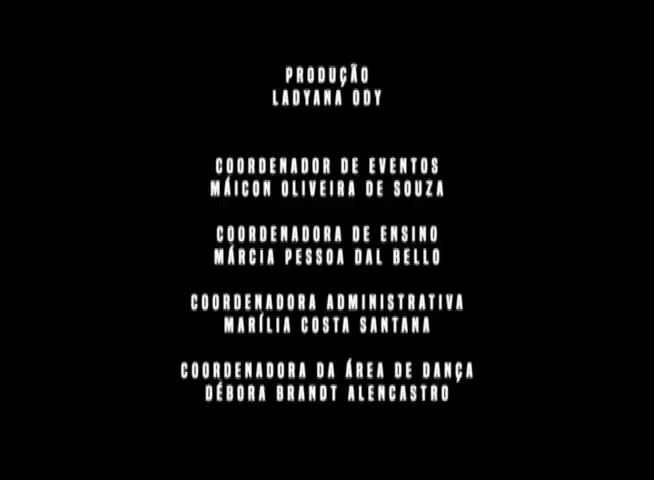 PRODUÇÃO
LADYANA ODY
COORDENADOR DE EVENTOS
MÁICON OLIVEIRA DE SOUZA
COORDENADORA DE ENSINO
MÁRCIA PESSOA DAL BELLO
COORDENADORA ADMINISTRATIVA
MARÍLIA COSTA SANTANA
COORDENADORA DA ÁREA DE DANÇA
DÉBORA BRANDT ALENCASTRO